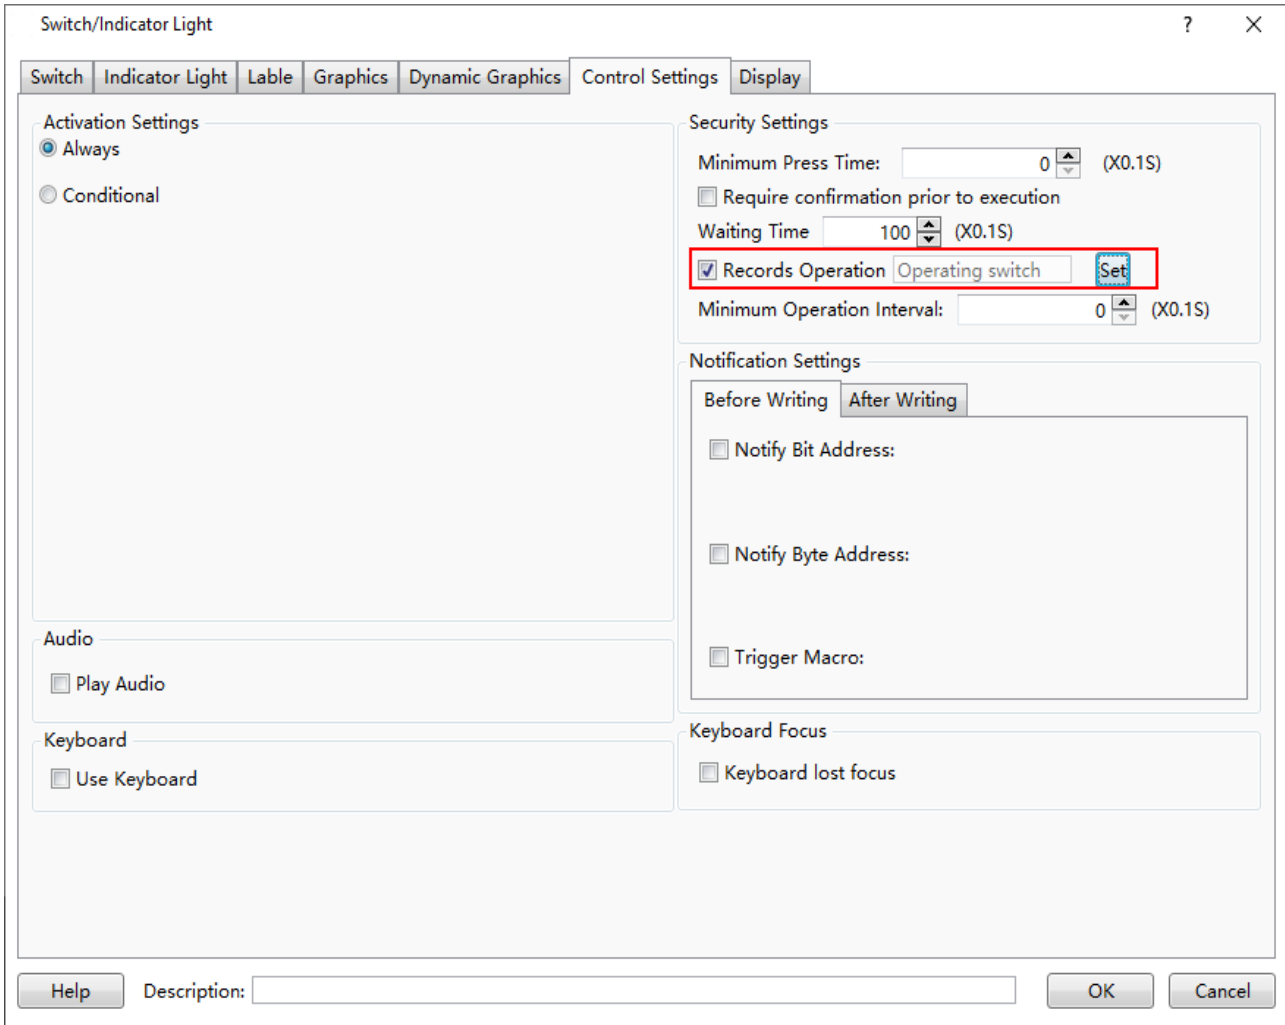 Switch/Indicator Light
?
Switch Indicator Light Lable Graphics Dynamic Graphics Control Settings Display
Activation Settings
Always
Conditional
Audio
Play Audio
Keyboard
Use Keyboard
Security Settings
Minimum Press Time: 0 (X0.1S)
Require confirmation prior to execution
Waiting Time 100 (X0.1S)
Records Operation Operating switch Set
Minimum Operation Interval: 0 (X0.1S)
Notification Settings
Before Writing After Writing
Notify Bit Address:
Notify Byte Address:
Trigger Macro:
Keyboard Focus
Keyboard lost focus
Help Description: OK Cancel